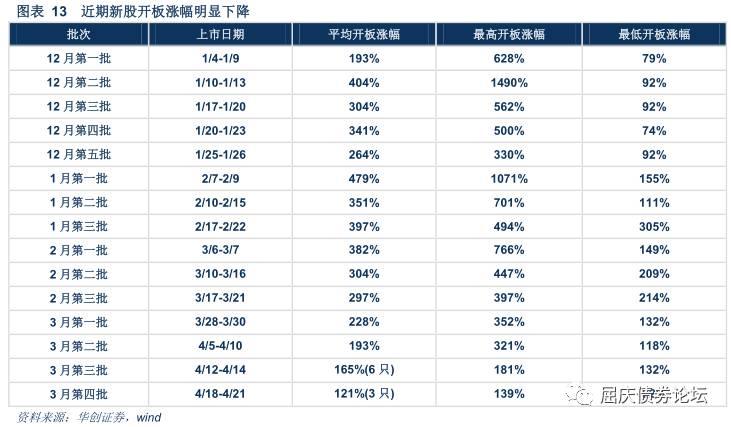 图表 13 近期新股开板涨幅明显下降
批次 上市日期 平均开板涨幅 最高开板涨幅 最低开板涨幅
12 月第一批 1/4-1/9 193% 628% 79%
12 月第二批 1/10-1/13 404% 1490% 92%
12 月第三批 1/17-1/20 304% 562% 92%
12 月第四批 1/20-1/23 341% 500% 74%
12 月第五批 1/25-1/26 264% 330% 92%
1 月第一批 2/7-2/9 479% 1071% 155%
1 月第二批 2/10-2/15 351% 701% 111%
1 月第三批 2/17-2/22 397% 494% 305%
2 月第一批 3/6-3/7 382% 766% 149%
2 月第二批 3/10-3/16 304% 447% 209%
2 月第三批 3/17-3/21 297% 397% 214%
3 月第一批 3/28-3/30 228% 352% 132%
3 月第二批 4/5-4/10 193% 321% 118%
3 月第三批 4/12-4/14 165%(6 只) 181% 132%
3 月第四批 4/18-4/21 121%(3 只) 139%
屈庆债券论坛
资料来源：华创证券，wind